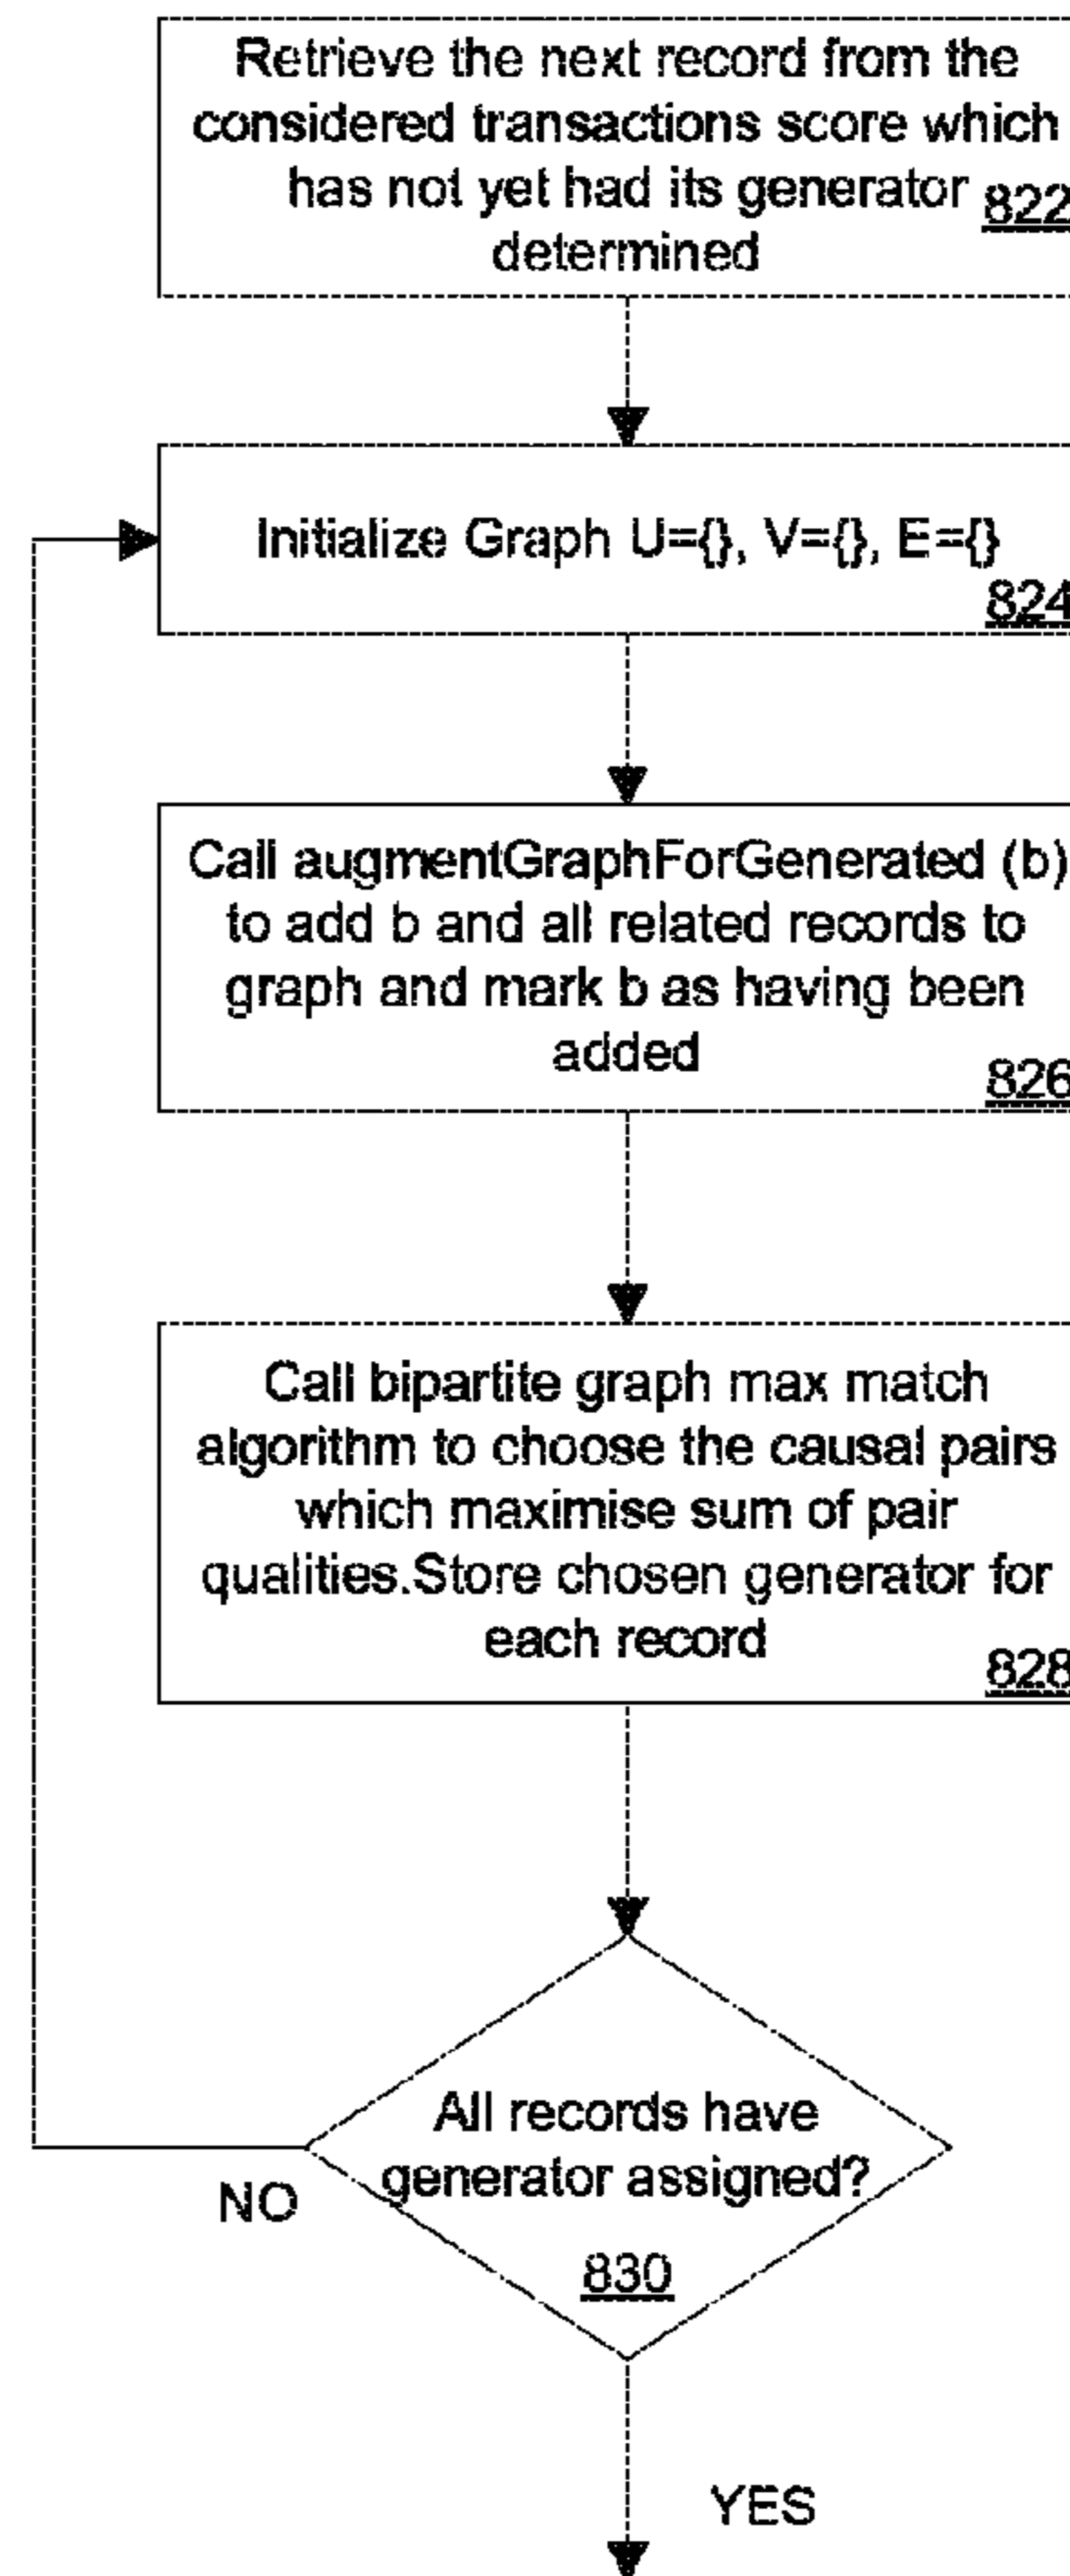 Retrieve the next record from the
considered transactions score which
has not yet had its generator
822
determined
Initialize Graph U={}, V={}, E={}
824
Call augmentGraphForGenerated (b)
to add b and all related records to
graph and mark b as having been
added
826
Call bipartite graph max match
algorithm to choose the causal pairs
which maximise sum of pair
qualities.Store chosen generator for
each record
828
All records have
generator assigned?
NO
830
YES